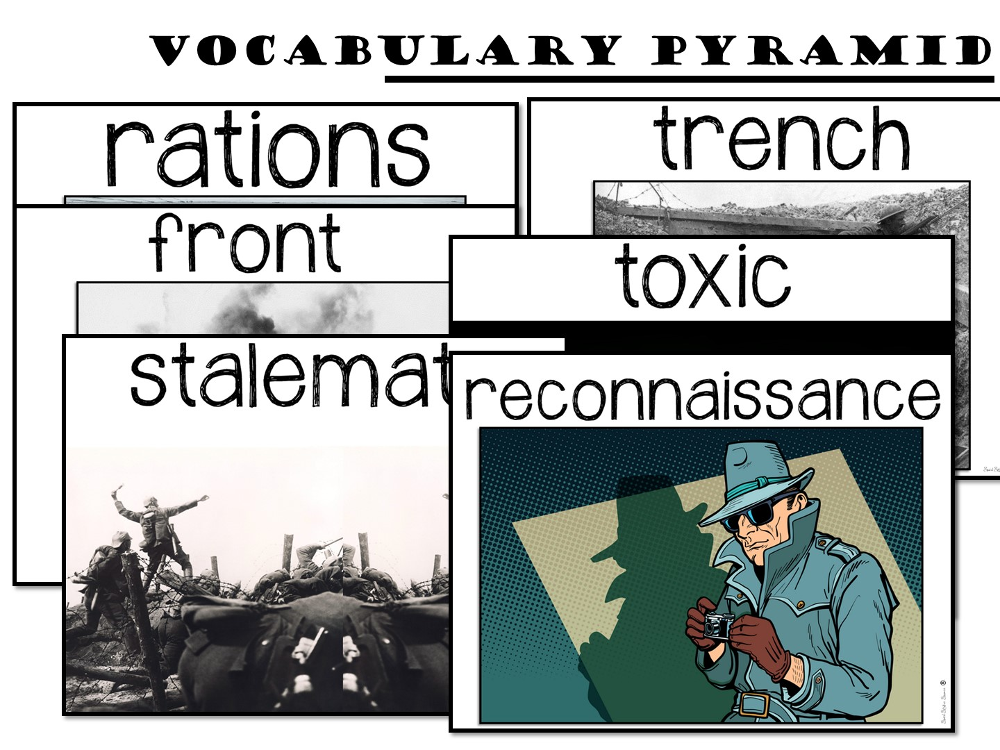 VOCABULARY PYRAMID
rations
trench
front
toxic
stalemat
reconnaissance